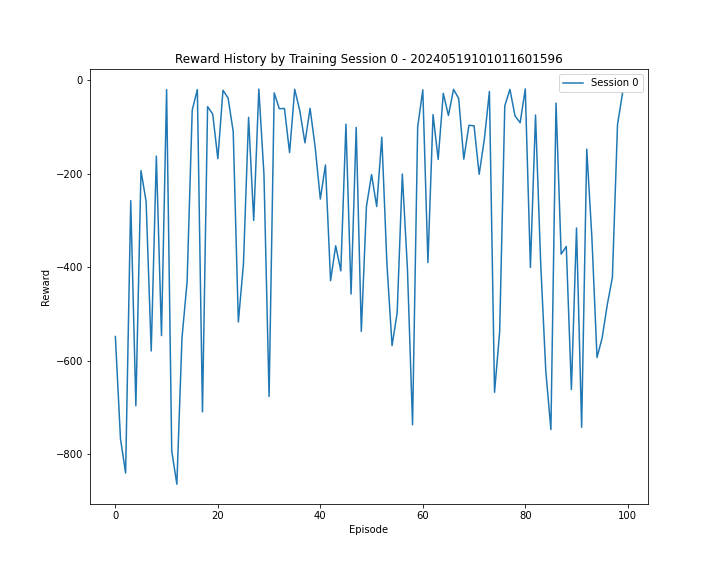 Reward History by Training Session 0 - 20240519101011601596
Session 0
0
−200
−400
−600
−800
Reward
0
20
40
60
80
100
Episode